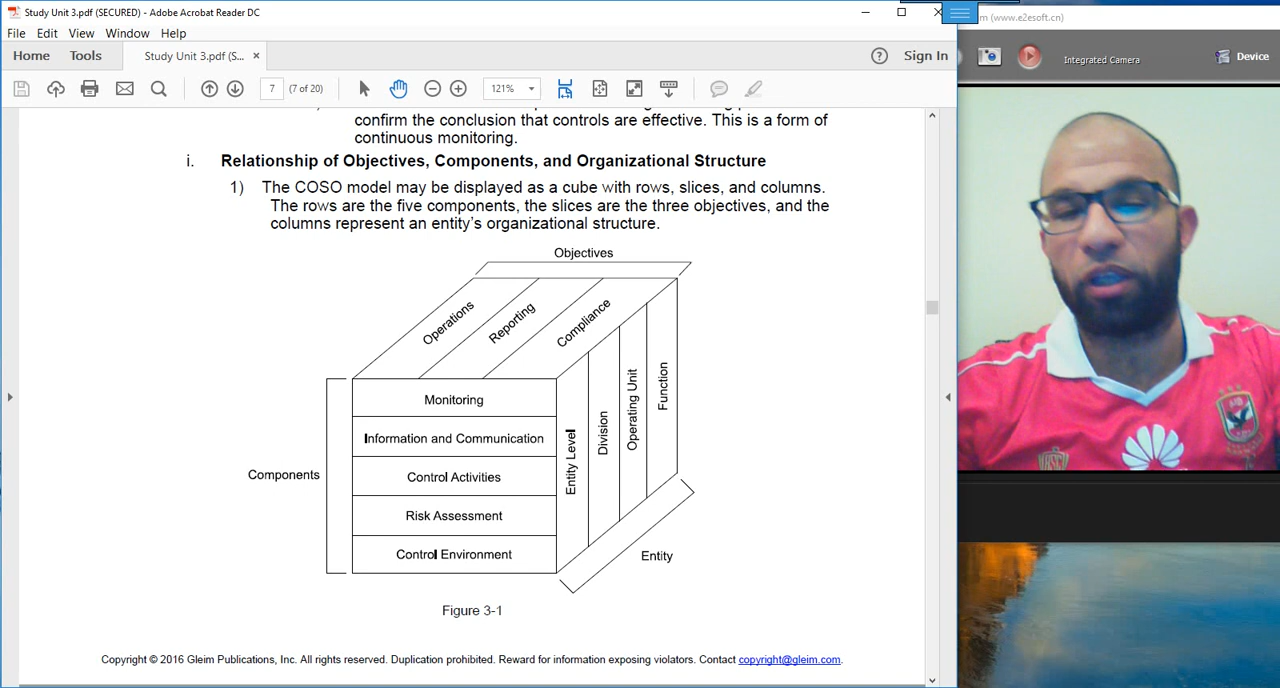 Study Unit 3.pdf (SECURED) - Adobe Acrobat Reader DC
m (www.e2esoft.cn)
File Edit View Window Help
Home Tools Study Unit 3.pdf (S... × Sign In
Integrated Camera Device
7 (7 of 20) 121%
confirm the conclusion that controls are effective. This is a form of
continuous monitoring.
i. Relationship of Objectives, Components, and Organizational Structure
1) The COSO model may be displayed as a cube with rows, slices, and columns.
The rows are the five components, the slices are the three objectives, and the
columns represent an entity's organizational structure.
Objectives
Operations
Reporting
Compliance
Monitoring
Information and Communication
Control Activities
Risk Assessment
Control Environment
Components
Entity Level
Division
Operating Unit
Function
Entity
Figure 3-1
Copyright © 2016 Gleim Publications, Inc. All rights reserved. Duplication prohibited. Reward for information exposing violators. Contact copyright@gleim.com.
HUAWEI